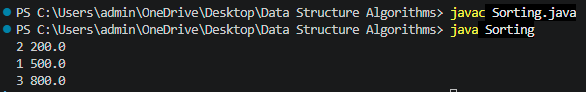 PS C:\Users\admin\OneDrive\Desktop\Data Structure Algorithms> javac Sorting.java
PS C:\Users\admin\OneDrive\Desktop\Data Structure Algorithms> java Sorting
2 200.0
1 500.0
3 800.0